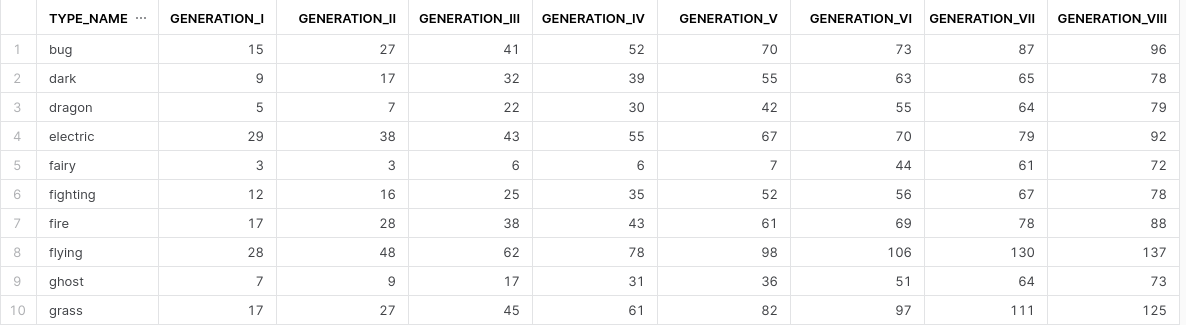 TYPE_NAME ··· GENERATION_I GENERATION_II GENERATION_III GENERATION_IV GENERATION_V GENERATION_VI GENERATION_VII GENERATION_VIII
1 bug 15 27 41 52 70 73 87 96
2 dark 9 17 32 39 55 63 65 78
3 dragon 5 7 22 30 42 55 64 79
4 electric 29 38 43 55 67 70 79 92
5 fairy 3 3 6 6 7 44 61 72
6 fighting 12 16 25 35 52 56 67 78
7 fire 17 28 38 43 61 69 78 88
8 flying 28 48 62 78 98 106 130 137
9 ghost 7 9 17 31 36 51 64 73
10 grass 17 27 45 61 82 97 111 125